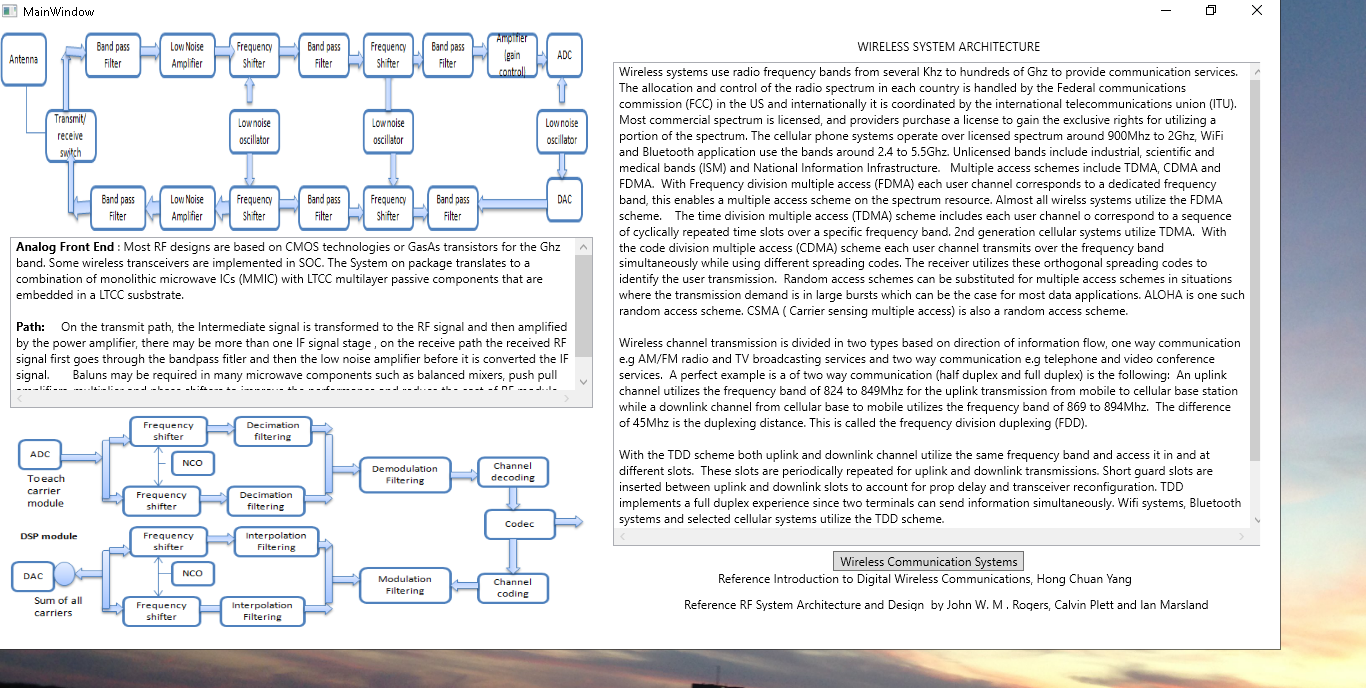 MainWindow
Antenna
Band pass
Filter
Low Noise
Amplifier
Frequency
Shifter
Band pass
Filter
Frequency
Shifter
Band pass
Filter
Amplifier
(gain
control)
ADC
Transmit/
receive
switch
Low noise
oscillator
Low noise
oscillator
Low noise
oscillator
Band pass
Filter
Low Noise
Amplifier
Frequency
Shifter
Band pass
Filter
Frequency
Shifter
Band pass
Filter
DAC
Analog Front End : Most RF designs are based on CMOS technologies or GasAs transistors for the Ghz
band. Some wireless transceivers are implemented in SOC. The System on package translates to a
combination of monolithic microwave ICs (MMIC) with LTCC multilayer passive components that are
embedded in a LTCC susbstrate.
Path: On the transmit path, the Intermediate signal is transformed to the RF signal and then amplified
by the power amplifier, there may be more than one IF signal stage , on the receive path the received RF
signal first goes through the bandpass fitler and then the low noise amplifier before it is converted the IF
signal. Baluns may be required in many microwave components such as balanced mixers, push pull
amplifiers, multiplier and phase shifters to improve the performance and reduce the cost of RF module
ADC
To each
carrier
module
Frequency
shifter
Decimation
filtering
NCO
Frequency
shifter
Decimation
filtering
Demodulation
Filtering
Channel
decoding
Codec
DSP module
DAC
Sum of all
carriers
Frequency
shifter
Interpolation
Filtering
NCO
Frequency
shifter
Interpolation
Filtering
Modulation
Filtering
Channel
coding
WIRELESS SYSTEM ARCHITECTURE
Wireless systems use radio frequency bands from several Khz to hundreds of Ghz to provide communication services.
The allocation and control of the radio spectrum in each country is handled by the Federal communications
commission (FCC) in the US and internationally it is coordinated by the international telecommunications union (ITU).
Most commercial spectrum is licensed, and providers purchase a license to gain the exclusive rights for utilizing a
portion of the spectrum. The cellular phone systems operate over licensed spectrum around 900Mhz to 2Ghz, WiFi
and Bluetooth application use the bands around 2.4 to 5.5Ghz. Unlicensed bands include industrial, scientific and
medical bands (ISM) and National Information Infrastructure. Multiple access schemes include TDMA, CDMA and
FDMA. With Frequency division multiple access (FDMA) each user channel corresponds to a dedicated frequency
band, this enables a multiple access scheme on the spectrum resource. Almost all wirelss systems utilize the FDMA
scheme. The time division multiple access (TDMA) scheme includes each user channel o correspond to a sequence
of cyclically repeated time slots over a specific frequency band. 2nd generation cellular systems utilize TDMA. With
the code division multiple access (CDMA) scheme each user channel transmits over the frequency band
simultaneously while using different spreading codes. The receiver utilizes these orthogonal spreading codes to
identify the user transmission. Random access schemes can be substituted for multiple access schemes in situations
where the transmission demand is in large bursts which can be the case for most data applications. ALOHA is one such
random access scheme. CSMA ( Carrier sensing multiple access) is also a random access scheme.
Wireless channel transmission is divided in two types based on direction of information flow, one way communication
e.g AM/FM radio and TV broadcasting services and two way communication e.g telephone and video conference
services. A perfect example is a of two way communication (half duplex and full duplex) is the following: An uplink
channel utilizes the frequency band of 824 to 849Mhz for the uplink transmission from mobile to cellular base station
while a downlink channel from cellular base to mobile utilizes the frequency band of 869 to 894Mhz. The difference
of 45Mhz is the duplexing distance. This is called the frequency division duplexing (FDD).
With the TDD scheme both uplink and downlink channel utilize the same frequency band and access it in and at
different slots. These slots are periodically repeated for uplink and downlink transmissions. Short guard slots are
inserted between uplink and downlink slots to account for prop delay and transceiver reconfiguration. TDD
implements a full duplex experience since two terminals can send information simultaneously. Wifi systems, Bluetooth
systems and selected cellular systems utilize the TDD scheme.
Wireless Communication Systems
Reference Introduction to Digital Wireless Communications, Hong Chuan Yang
Reference RF System Architecture and Design by John W. M . Rogers, Calvin Plett and Ian Marsland